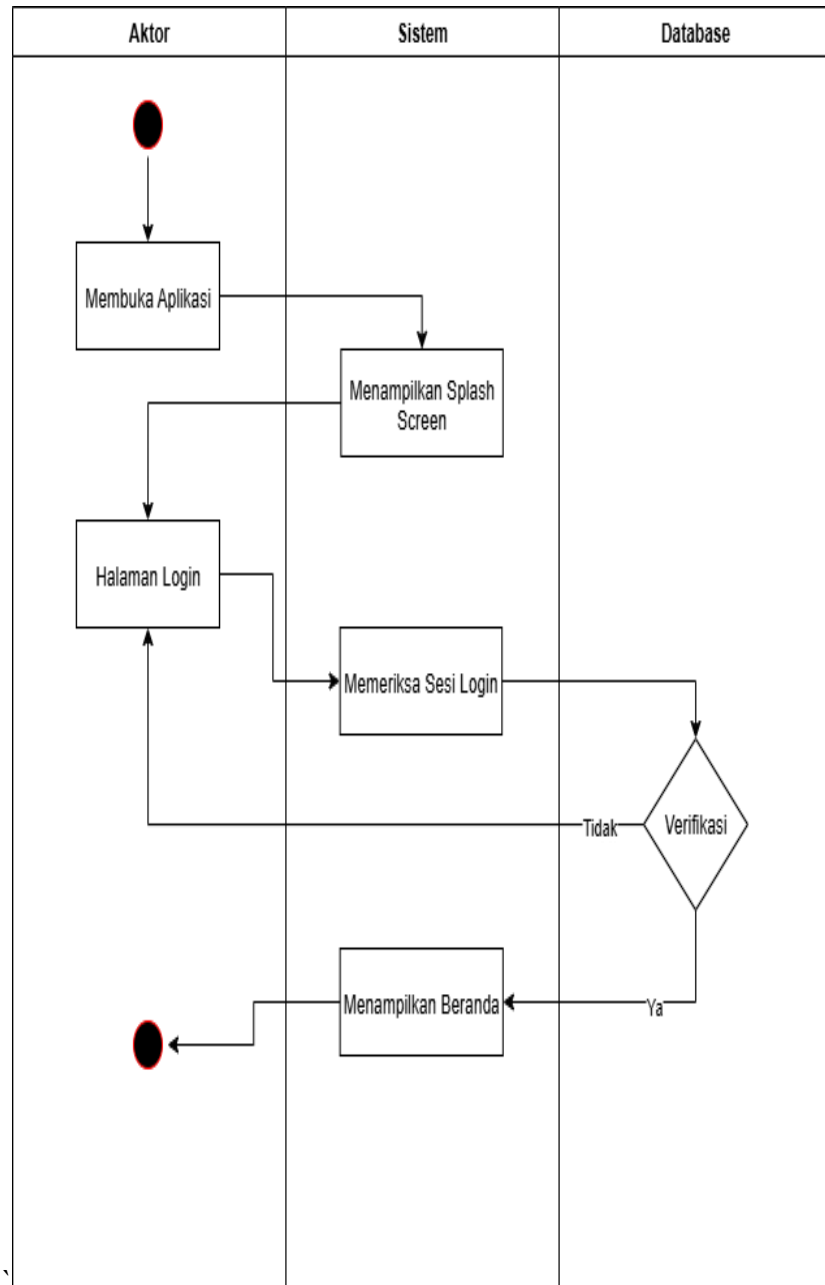 Aktor
Sistem
Database
Membuka Aplikasi
Menampilkan Splash
Screen
Halaman Login
Memeriksa Sesi Login
Verifikasi
Tidak
Menampilkan Beranda
Ya
`